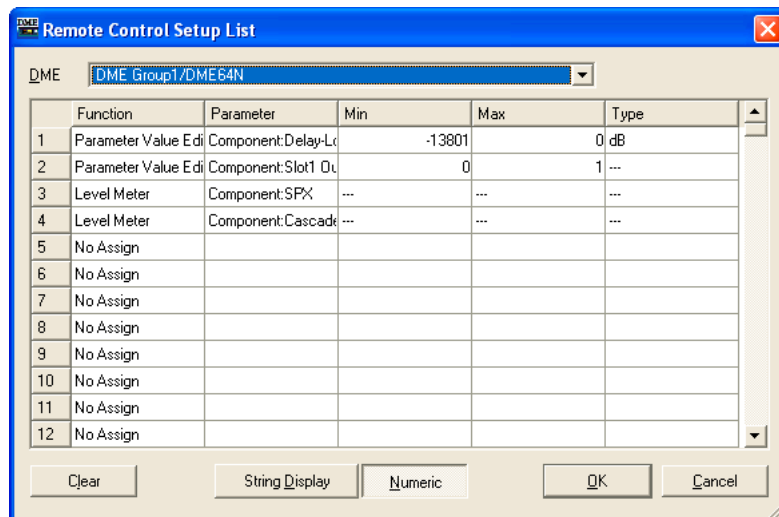 DME
Remote Control Setup List
DME DME Group1/DME64N
Function Parameter Min Max Type
1 Parameter Value Edi Component:Delay-Lo -13801 0 dB
2 Parameter Value Edi Component:Slot1 Ou 0 1 ---
3 Level Meter Component:SPX --- --- ---
4 Level Meter Component:Cascade --- --- ---
5 No Assign
6 No Assign
7 No Assign
8 No Assign
9 No Assign
10 No Assign
11 No Assign
12 No Assign
Clear String Display Numeric OK Cancel